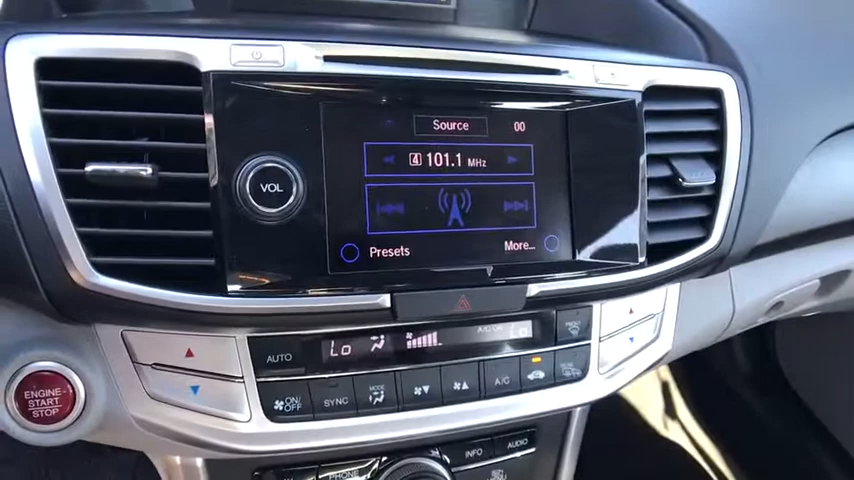 Source 00
4 101.1 MHz
VOL
Presets More...
AUTO Lo A/C ON Lo
ENGINE
START
STOP
ON/OFF SYNC MODE A/C
PHONE INFO AUDIO